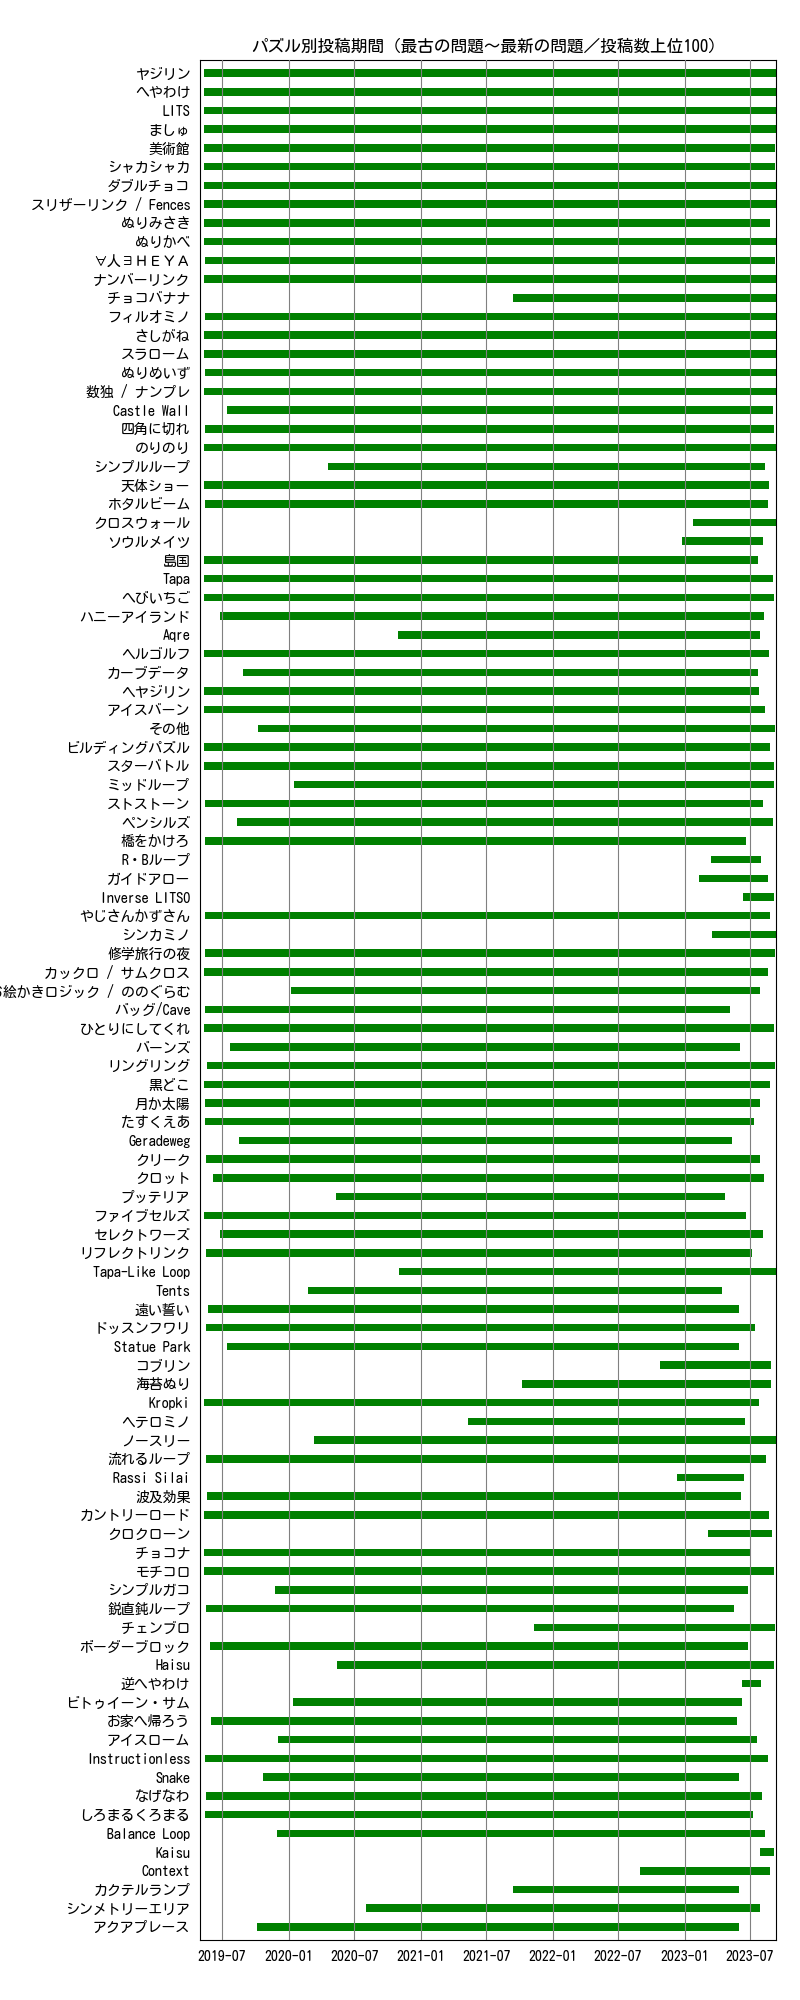 パズル別投稿期間（最古の問題～最新の問題／投稿数上位100）
ヤジリン
へやわけ
LITS
ましゅ
美術館
シャカシャカ
ダブルチョコ
スリザーリンク / Fences
ぬりみさき
ぬりかべ
∀人∃ＨＥＹＡ
ナンバーリンク
チョコバナナ
フィルオミノ
さしがね
スラローム
ぬりめいず
数独 / ナンプレ
Castle Wall
四角に切れ
のりのり
シンプルループ
天体ショー
ホタルビーム
クロスウォール
ソウルメイツ
島国
Tapa
へびいちご
ハニーアイランド
Aqre
ヘルゴルフ
カーブデータ
ヘヤジリン
アイスバーン
その他
ビルディングパズル
スターバトル
ミッドループ
ストストーン
ペンシルズ
橋をかけろ
R・Bループ
ガイドアロー
Inverse LITSO
やじさんかずさん
シンカミノ
修学旅行の夜
カックロ / サムクロス
絵かきロジック / ののぐらむ
バッグ/Cave
ひとりにしてくれ
バーンズ
リングリング
黒どこ
月か太陽
たすくえあ
Geradeweg
クリーク
クロット
プッテリア
ファイブセルズ
セレクトワーズ
リフレクトリンク
Tapa-Like Loop
Tents
遠い誓い
ドッスンフワリ
Statue Park
コブリン
海苔ぬり
Kropki
ヘテロミノ
ノースリー
流れるループ
Rassi Silai
波及効果
カントリーロード
クロクローン
チョコナ
モチコロ
シンプルガコ
鋭直鈍ループ
チェンブロ
ボーダーブロック
Haisu
逆へやわけ
ビトゥイーン・サム
お家へ帰ろう
アイスローム
Instructionless
Snake
なげなわ
しろまるくろまる
Balance Loop
Kaisu
Context
カクテルランプ
シンメトリーエリア
アクアプレース
2019-07 2020-01 2020-07 2021-01 2021-07 2022-01 2022-07 2023-01 2023-07